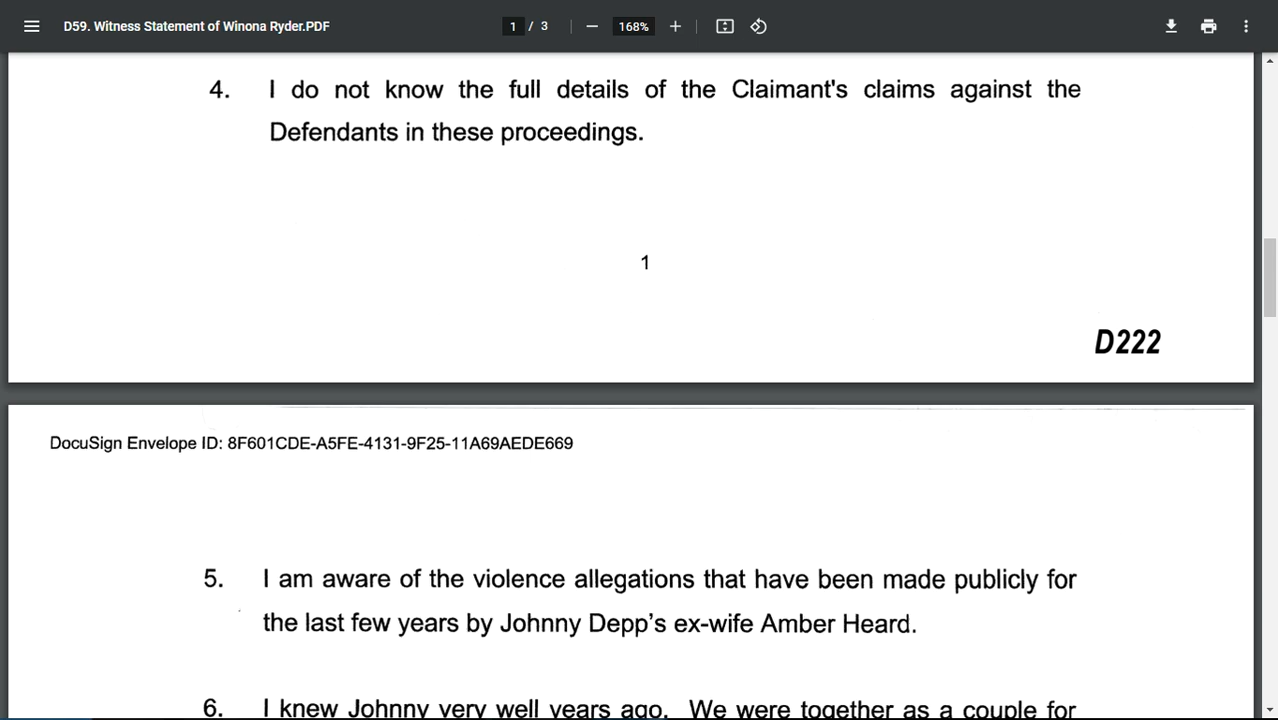 D59. Witness Statement of Winona Ryder.PDF
1 / 3
168%
4. I do not know the full details of the Claimant's claims against the
Defendants in these proceedings.
1
D222
DocuSign Envelope ID: 8F601CDE-A5FE-4131-9F25-11A69AEDE669
5. I am aware of the violence allegations that have been made publicly for
the last few years by Johnny Depp's ex-wife Amber Heard.
6. I knew Johnny very well years ago. We were together as a couple for